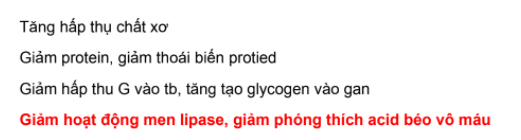 Tăng hấp thụ chất xơ
Giảm protein, giảm thoái biến protied
Giảm hấp thu G vào tb, tăng tạo glycogen vào gan
Giảm hoạt động men lipase, giảm phóng thích acid béo vô máu